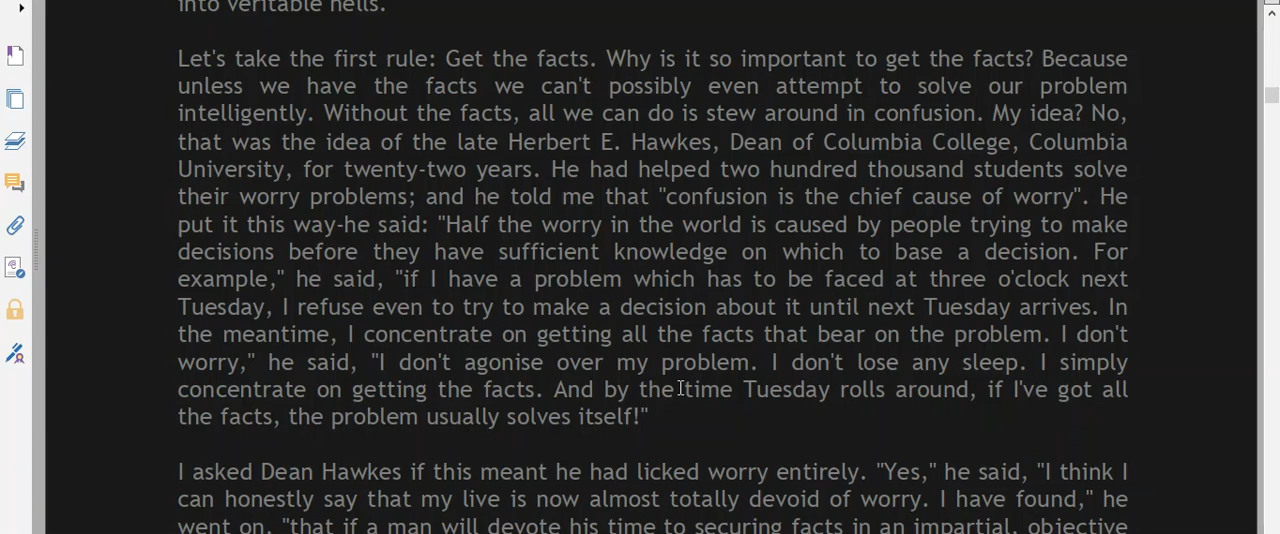 into veritable hells.
Let's take the first rule: Get the facts. Why is it so important to get the facts? Because
unless we have the facts we can't possibly even attempt to solve our problem
intelligently. Without the facts, all we can do is stew around in confusion. My idea? No,
that was the idea of the late Herbert E. Hawkes, Dean of Columbia College, Columbia
University, for twenty-two years. He had helped two hundred thousand students solve
their worry problems; and he told me that "confusion is the chief cause of worry". He
put it this way-he said: "Half the worry in the world is caused by people trying to make
decisions before they have sufficient knowledge on which to base a decision. For
example," he said, "if I have a problem which has to be faced at three o'clock next
Tuesday, I refuse even to try to make a decision about it until next Tuesday arrives. In
the meantime, I concentrate on getting all the facts that bear on the problem. I don't
worry," he said, "I don't agonise over my problem. I don't lose any sleep. I simply
concentrate on getting the facts. And by the time Tuesday rolls around, if I've got all
the facts, the problem usually solves itself!"
I asked Dean Hawkes if this meant he had licked worry entirely. "Yes," he said, "I think I
can honestly say that my live is now almost totally devoid of worry. I have found," he
went on, "that if a man will devote his time to securing facts in an impartial, objective